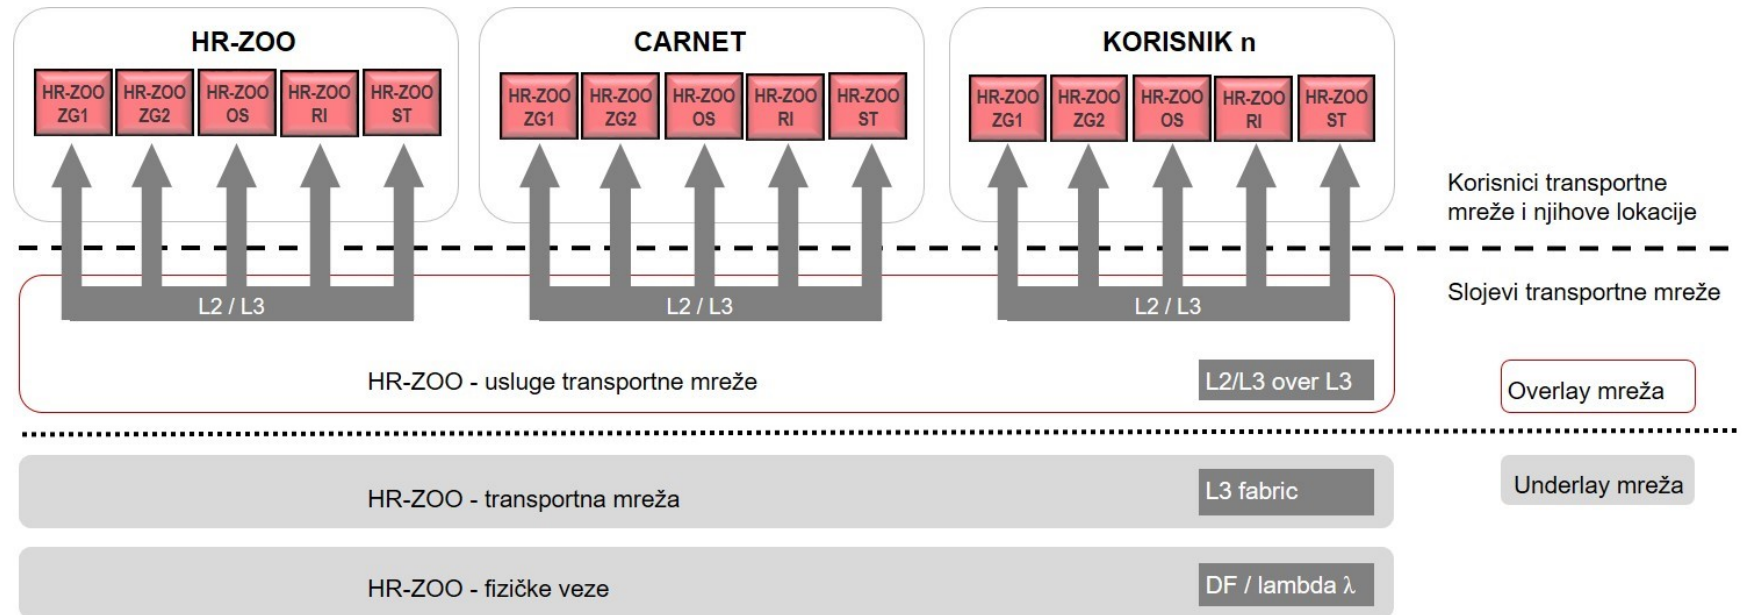 HR-ZOO
HR-ZOO
ZG1
HR-ZOO
ZG2
HR-ZOO
OS
HR-ZOO
RI
HR-ZOO
ST
CARNET
HR-ZOO
ZG1
HR-ZOO
ZG2
HR-ZOO
OS
HR-ZOO
RI
HR-ZOO
ST
KORISNIK n
HR-ZOO
ZG1
HR-ZOO
ZG2
HR-ZOO
OS
HR-ZOO
RI
HR-ZOO
ST
Korisnici transportne
mreže i njihove lokacije
L2 / L3
L2 / L3
L2 / L3
Slojevi transportne mreže
HR-ZOO - usluge transportne mreže
L2/L3 over L3
Overlay mreža
HR-ZOO - transportna mreža
L3 fabric
Underlay mreža
HR-ZOO - fizičke veze
DF / lambda λ